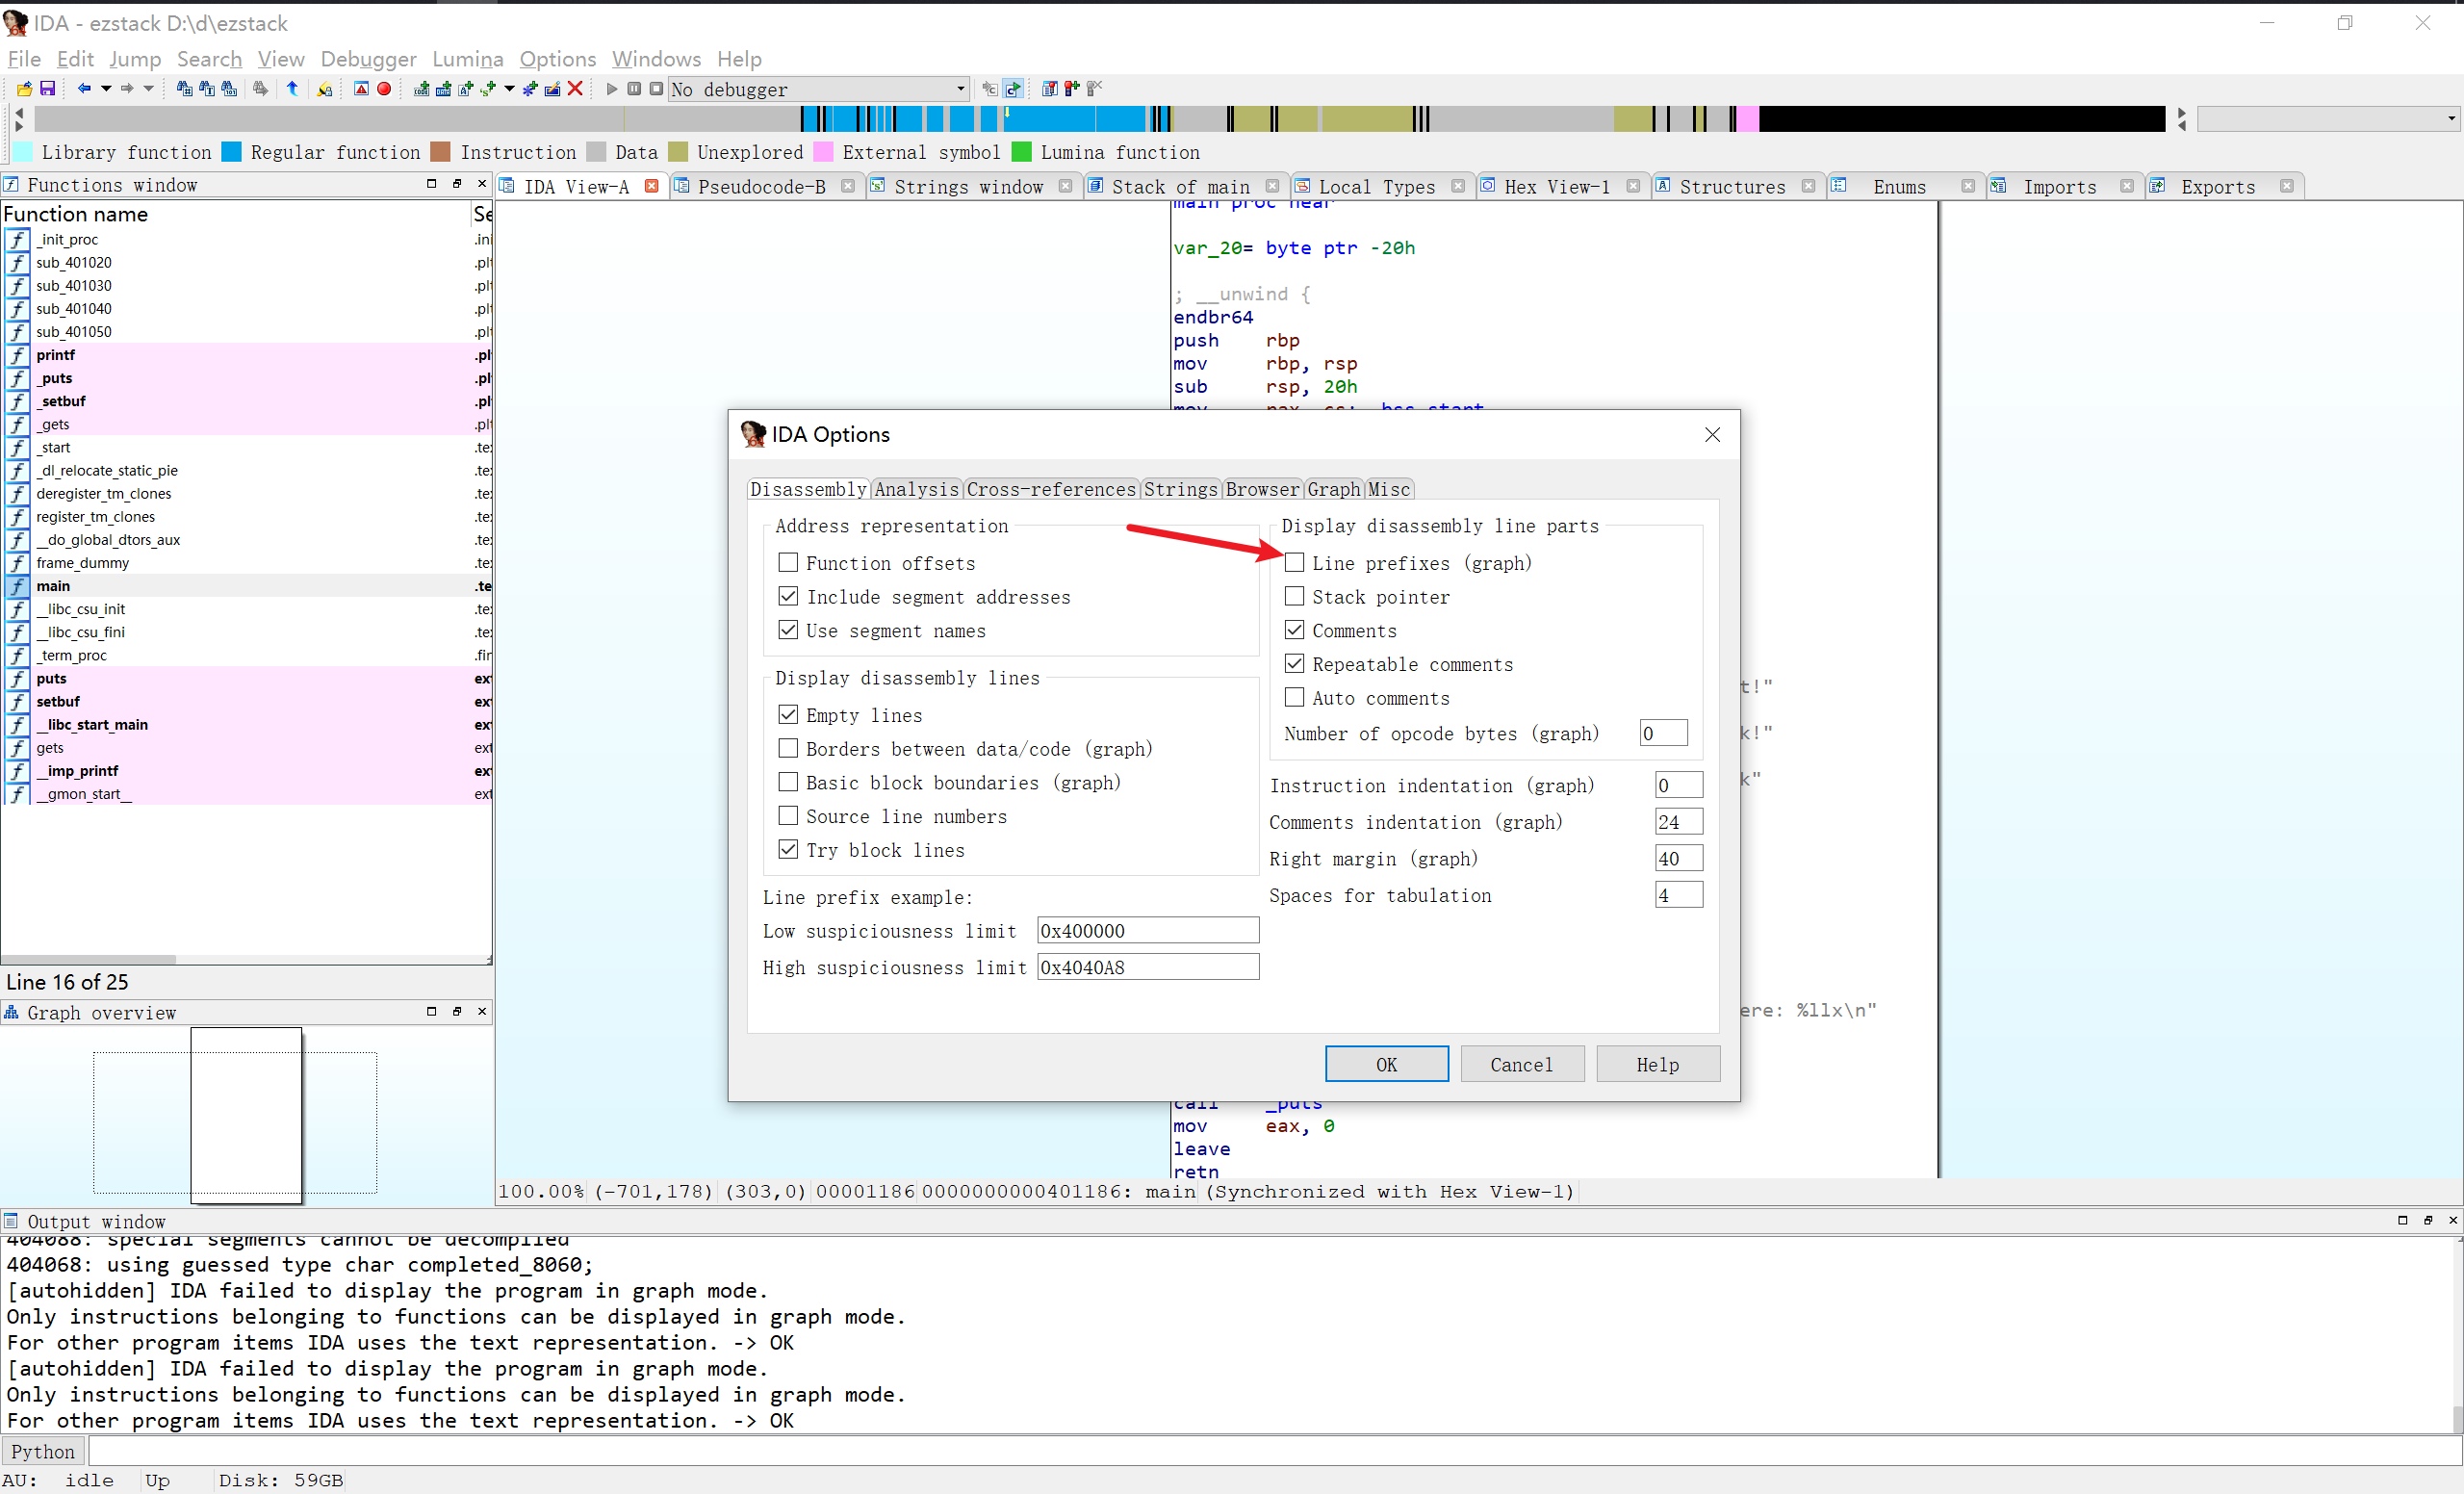 IDA - ezstack D:\d\ezstack
File Edit Jump Search View Debugger Lumina Options Windows Help
No debugger
Library function Regular function Instruction Data Unexplored External symbol Lumina function
Functions window
IDA View-A Pseudocode-B Strings window Stack of main Local Types Hex View-1 Structures Enums Imports Exports
Function name Se
_init_proc .ini
sub_401020 .plt
sub_401030 .plt
sub_401040 .plt
sub_401050 .plt
printf .pl
_puts .pl
_setbuf .pl
_gets .plt
_start .te
_dl_relocate_static_pie .te
deregister_tm_clones .te
register_tm_clones .te
__do_global_dtors_aux .te
frame_dummy .te
main .te
__libc_csu_init .te
__libc_csu_fini .te
_term_proc .fin
puts ex
setbuf ex
__libc_start_main ex
gets ext
__imp_printf ex
__gmon_start__ ext
Line 16 of 25
Graph overview
main proc near
var_20= byte ptr -20h
; __unwind {
endbr64
push rbp
mov rbp, rsp
sub rsp, 20h
mov rax, cs:__bss_start
t!"
k!"
k"
ere: %llx\n"
call _puts
mov eax, 0
leave
retn
IDA Options
Disassembly Analysis Cross-references Strings Browser Graph Misc
Address representation
Function offsets
Include segment addresses
Use segment names
Display disassembly lines
Empty lines
Borders between data/code (graph)
Basic block boundaries (graph)
Source line numbers
Try block lines
Line prefix example:
Low suspiciousness limit 0x400000
High suspiciousness limit 0x4040A8
Display disassembly line parts
Line prefixes (graph)
Stack pointer
Comments
Repeatable comments
Auto comments
Number of opcode bytes (graph) 0
Instruction indentation (graph) 0
Comments indentation (graph) 24
Right margin (graph) 40
Spaces for tabulation 4
OK Cancel Help
100.00% (-701,178) (303,0) 00001186 0000000000401186: main (Synchronized with Hex View-1)
Output window
404088: special segments cannot be decompiled
404068: using guessed type char completed_8060;
[autohidden] IDA failed to display the program in graph mode.
Only instructions belonging to functions can be displayed in graph mode.
For other program items IDA uses the text representation. -> OK
[autohidden] IDA failed to display the program in graph mode.
Only instructions belonging to functions can be displayed in graph mode.
For other program items IDA uses the text representation. -> OK
Python
AU: idle Up Disk: 59GB